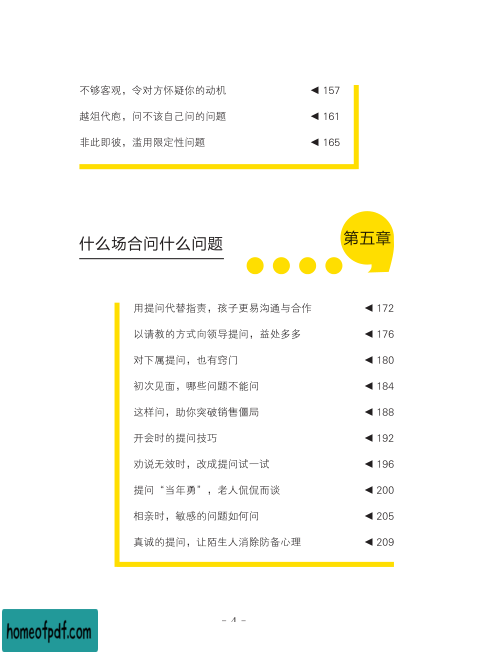 不够客观，令对方怀疑你的动机 ◀ 157
越俎代庖，问不该自己问的问题 ◀ 161
非此即彼，滥用限定性问题 ◀ 165
第五章
什么场合问什么问题
用提问代替指责，孩子更易沟通与合作 ◀ 172
以请教的方式向领导提问，益处多多 ◀ 176
对下属提问，也有窍门 ◀ 180
初次见面，哪些问题不能问 ◀ 184
这样问，助你突破销售僵局 ◀ 188
开会时的提问技巧 ◀ 192
劝说无效时，改成提问试一试 ◀ 196
提问“当年勇”，老人侃侃而谈 ◀ 200
相亲时，敏感的问题如何问 ◀ 205
真诚的提问，让陌生人消除防备心理 ◀ 209
- 4 -
homeofpdf.com